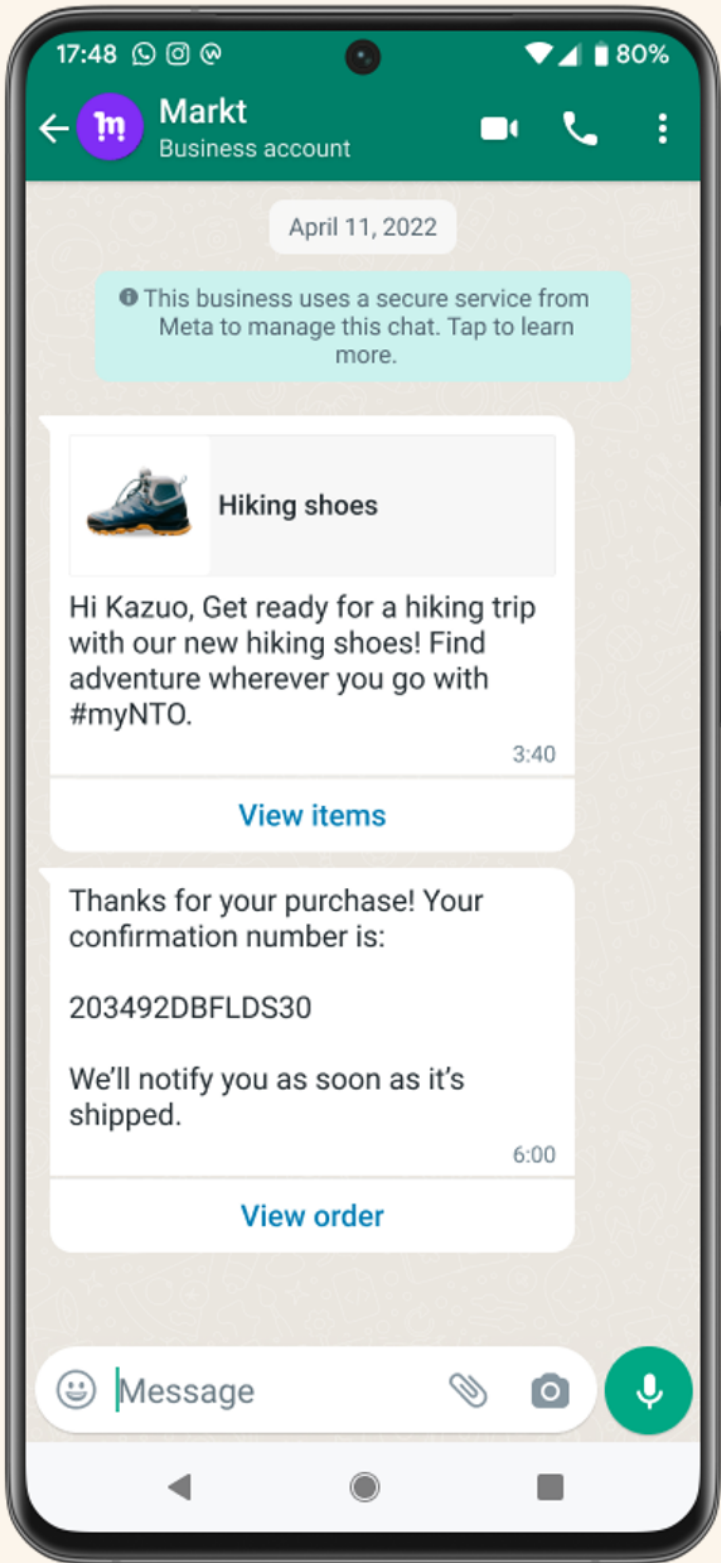 17:48 80%
Markt
Business account
April 11, 2022
This business uses a secure service from
Meta to manage this chat. Tap to learn
more.
Hiking shoes
Hi Kazuo, Get ready for a hiking trip
with our new hiking shoes! Find
adventure wherever you go with
#myNTO.
3:40
View items
Thanks for your purchase! Your
confirmation number is:
203492DBFLDS30
We’ll notify you as soon as it’s
shipped.
6:00
View order
Message